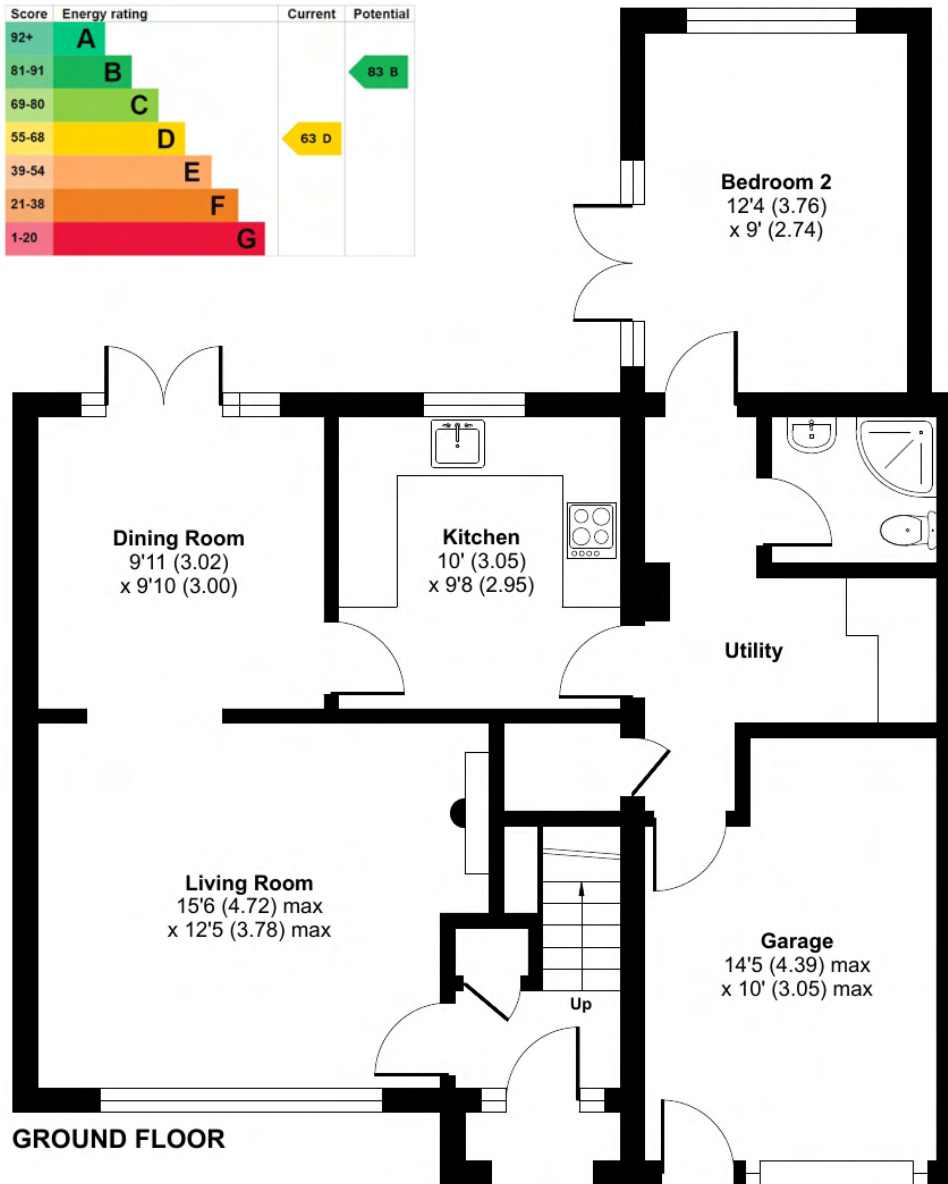 Score Energy rating Current Potential
92+ A
81-91 B 83 B
69-80 C
55-68 D 63 D
39-54 E
21-38 F
1-20 G
Bedroom 2
12'4 (3.76)
x 9' (2.74)
Dining Room
9'11 (3.02)
x 9'10 (3.00)
Kitchen
10' (3.05)
x 9'8 (2.95)
Utility
Living Room
15'6 (4.72) max
x 12'5 (3.78) max
Garage
14'5 (4.39) max
x 10' (3.05) max
Up
GROUND FLOOR